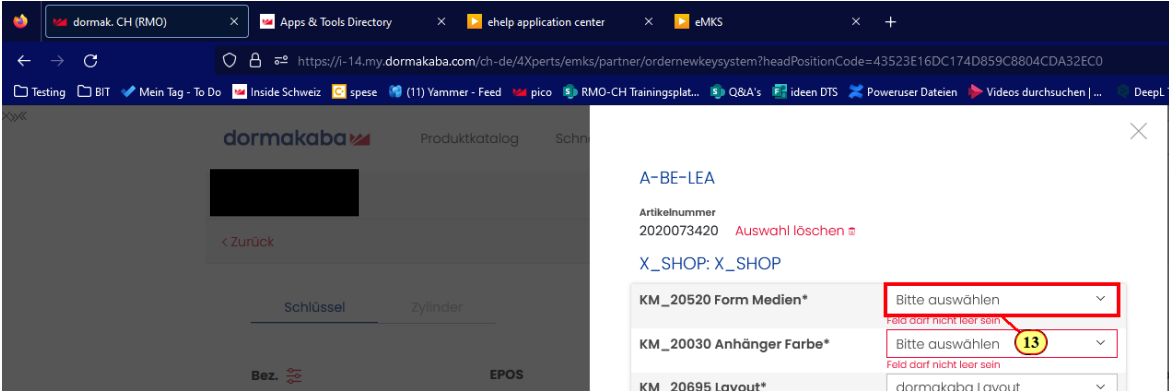 dormak. CH (RMO)
Apps & Tools Directory
ehelp application center
eMKS
https://i-14.my.dormakaba.com/ch-de/4Xperts/emks/partner/ordernewkeysystem?headPositionCode=43523E16DC174D859C8804CDA32EC0
Testing BIT Mein Tag - To Do Inside Schweiz spese (11) Yammer - Feed pico RMO-CH Trainingsplat... Q&A's ideen DTS Poweruser Dateien Videos durchsuchen | ... DeepL
dormakaba Produktkatalog Schn
A-BE-LEA
Artikelnummer
2020073420 Auswahl löschen
< Zurück
X_SHOP: X_SHOP
Schlüssel Zylinder
KM_20520 Form Medien* Bitte auswählen
Feld darf nicht leer sein
13
KM_20030 Anhänger Farbe* Bitte auswählen
Feld darf nicht leer sein
Bez. EPOS
KM_20695 Layout* dormakaba Layout